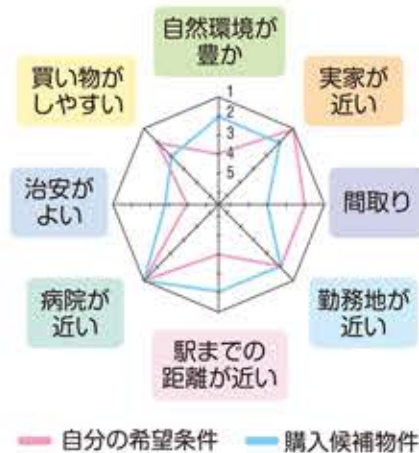 自然環境が
豊か
買い物が
しやすい
実家が
近い
1
2
3
4
5
治安が
よい
間取り
病院が
近い
勤務地が
近い
駅までの
距離が近い
自分の希望条件
購入候補物件